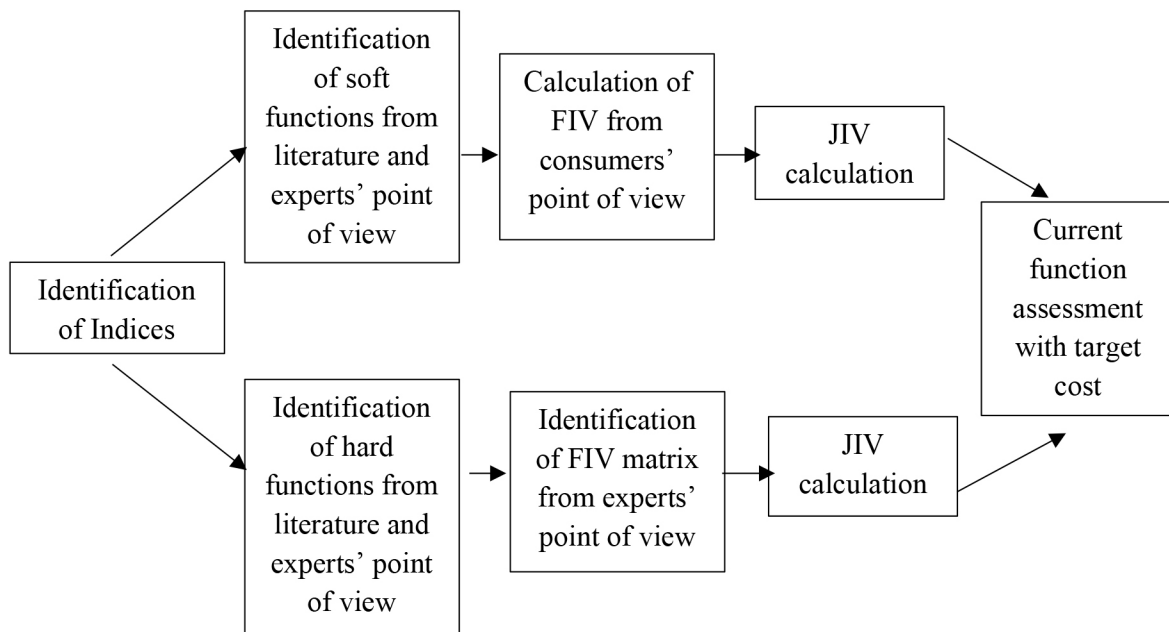 Identification
of Indices
Identification
of soft
functions from
literature and
experts’ point
of view
Calculation of
FIV from
consumers’
point of view
JIV
calculation
Identification
of hard
functions from
literature and
experts’ point
of view
Identification
of FIV matrix
from experts’
point of view
JIV
calculation
Current
function
assessment
with target
cost